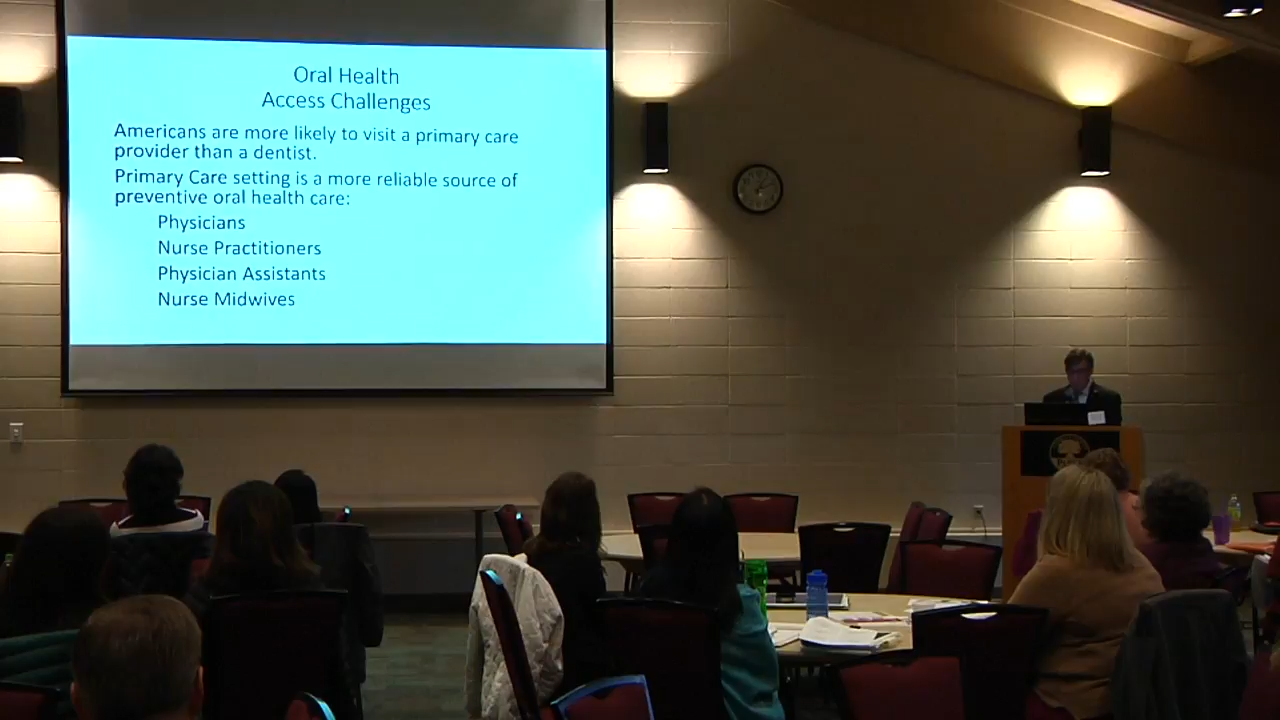 Oral Health
Access Challenges
Americans are more likely to visit a primary care
provider than a dentist.
Primary Care setting is a more reliable source of
preventive oral health care:
Physicians
Nurse Practitioners
Physician Assistants
Nurse Midwives